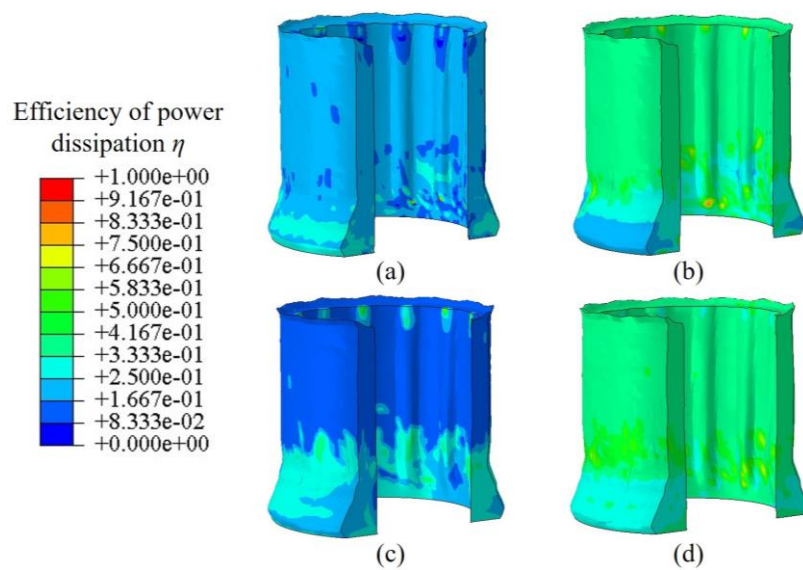 Efficiency of power
dissipation η
+1.000e+00
+9.167e-01
+8.333e-01
+7.500e-01
+6.667e-01
+5.833e-01
+5.000e-01
+4.167e-01
+3.333e-01
+2.500e-01
+1.667e-01
+8.333e-02
+0.000e+00
(a)
(b)
(c)
(d)